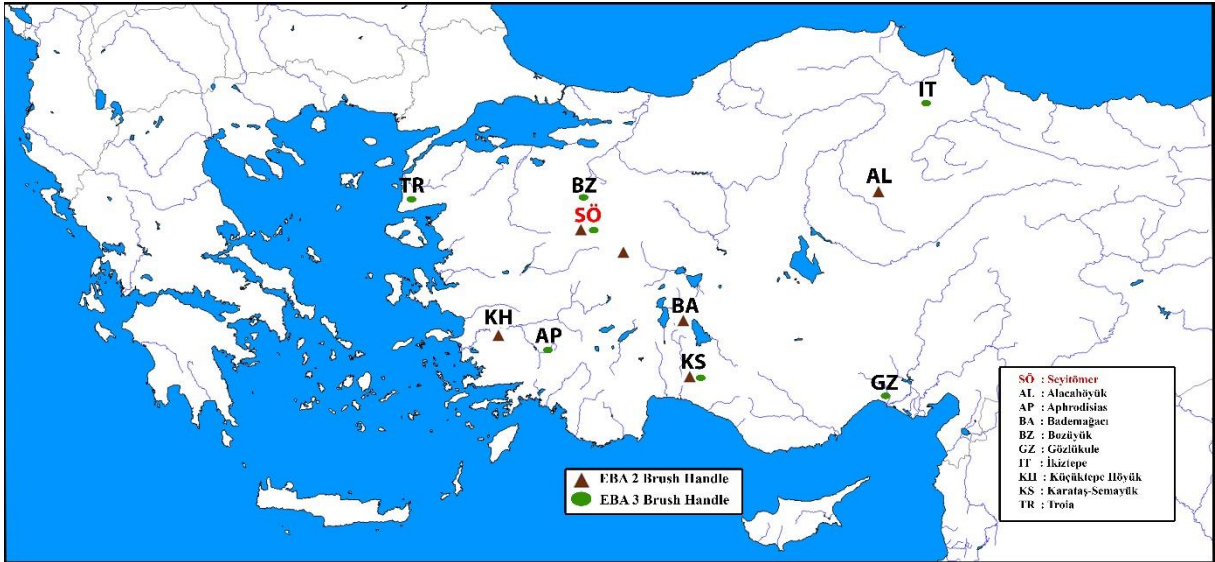 IT
AL
TR
BZ
SÖ
BA
KH
AP
KS
GZ
SÖ : Seyitömer
AL : Alacahöyük
AP : Aphrodisias
BA : Bademağacı
BZ : Bozüyük
GZ : Gözlükule
IT : İkiztepe
KH : Küçüktepe Höyük
KS : Karataş-Semayük
TR : Troia
EBA 2 Brush Handle
EBA 3 Brush Handle